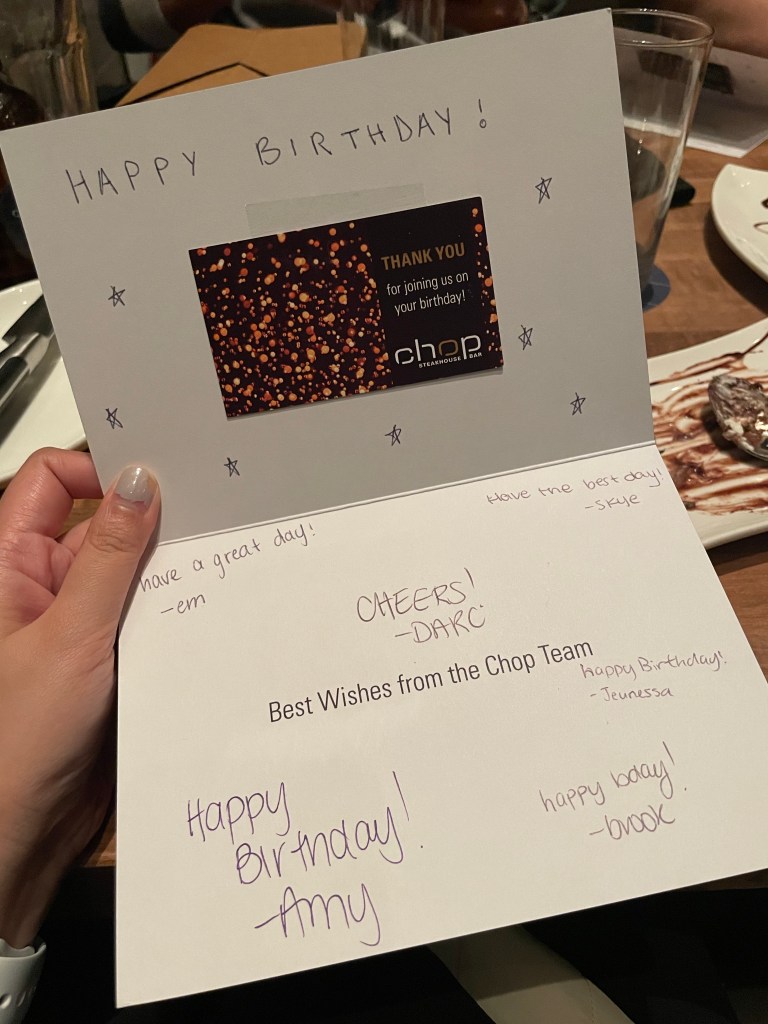 HAPPY BIRTHDAY!
THANK YOU
for joining us on
your birthday!
chop
STEAKHOUSE BAR
Have the best day!
-Skye
have a great day!
-em
CHEERS!
-DARC
Best Wishes from the Chop Team
happy Birthday!
-Jeunessa
Happy
Birthday!
-Amy
happy bday!
-brook